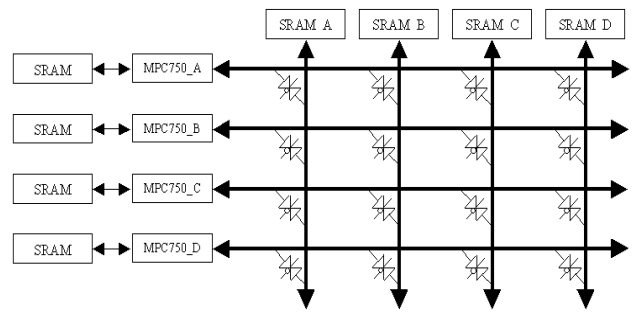 SRAM A SRAM B SRAM C SRAM D
SRAM MPC750_A
SRAM MPC750_B
SRAM MPC750_C
SRAM MPC750_D